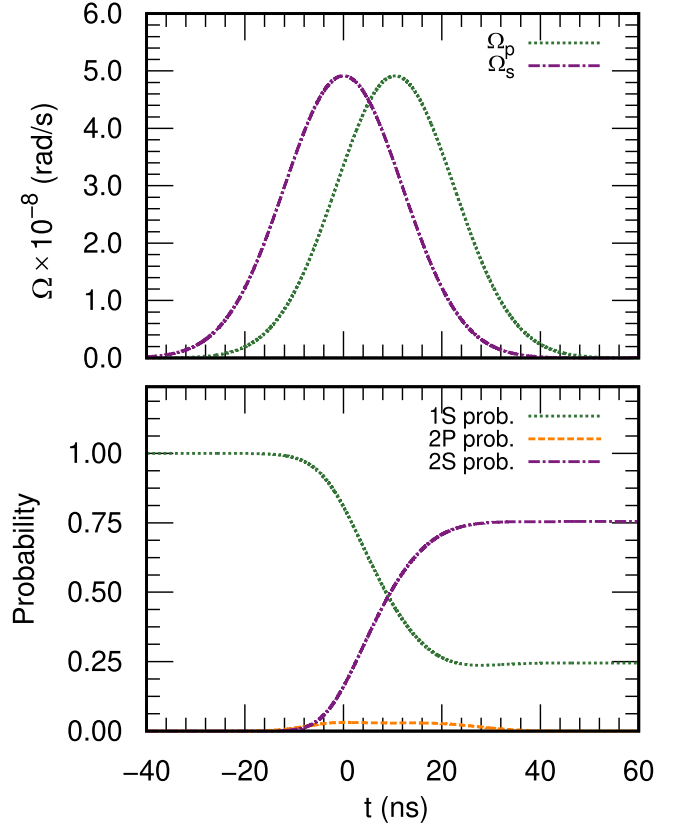 6.0
5.0
4.0
3.0
2.0
1.0
0.0
Ω × 10⁻⁸ (rad/s)
Ωₚ
Ωₛ
1.00
0.75
0.50
0.25
0.00
Probability
1S prob.
2P prob.
2S prob.
−40 −20 0 20 40 60
t (ns)